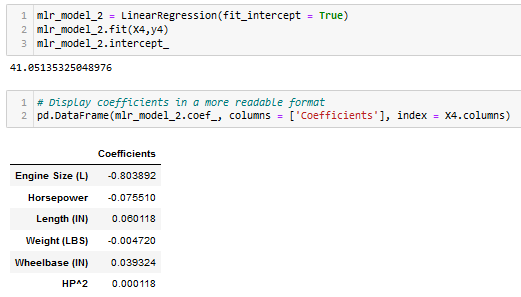 1 mlr_model_2 = LinearRegression(fit_intercept = True)
2 mlr_model_2.fit(X4,y4)
3 mlr_model_2.intercept_
41.05135325048976
1 # Display coefficients in a more readable format
2 pd.DataFrame(mlr_model_2.coef_, columns = ['Coefficients'], index = X4.columns)
Coefficients
Engine Size (L) -0.803892
Horsepower -0.075510
Length (IN) 0.060118
Weight (LBS) -0.004720
Wheelbase (IN) 0.039324
HP^2 0.000118